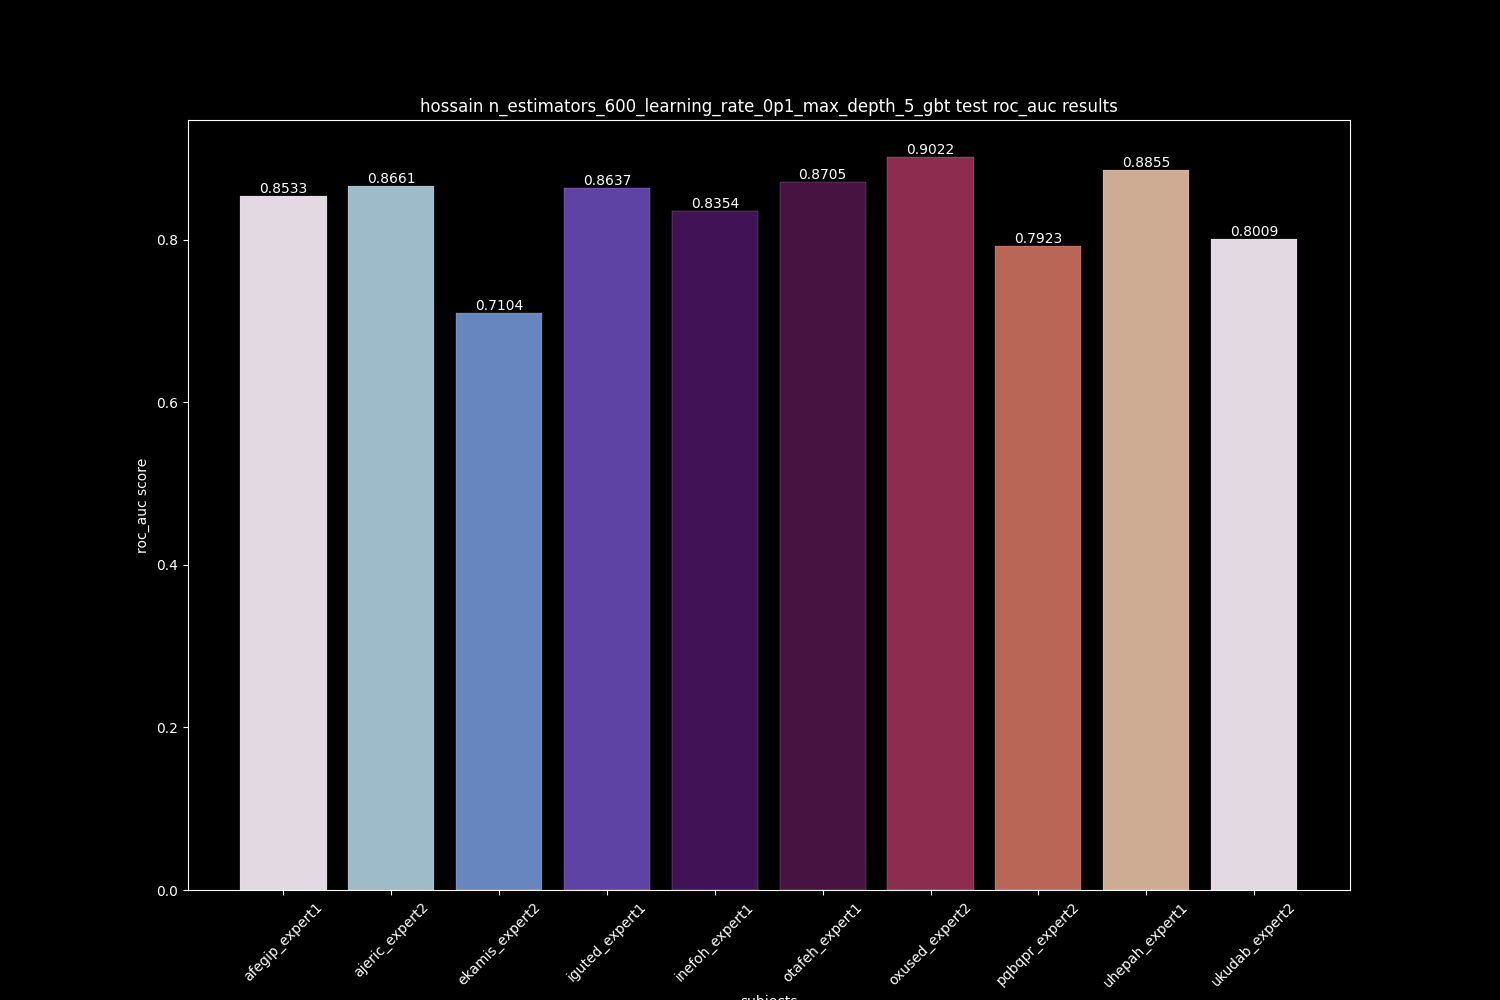 hossain n_estimators_600_learning_rate_0p1_max_depth_5_gbt test roc_auc results
0.8533
0.8661
0.7104
0.8637
0.8354
0.8705
0.9022
0.7923
0.8855
0.8009
0.8
0.6
0.4
0.2
0.0
roc_auc score
afegip_expert1
ajeric_expert2
ekamis_expert2
iguted_expert1
inefoh_expert1
otafeh_expert1
oxused_expert2
pqbqpr_expert2
uhepah_expert1
ukudab_expert2
subjects